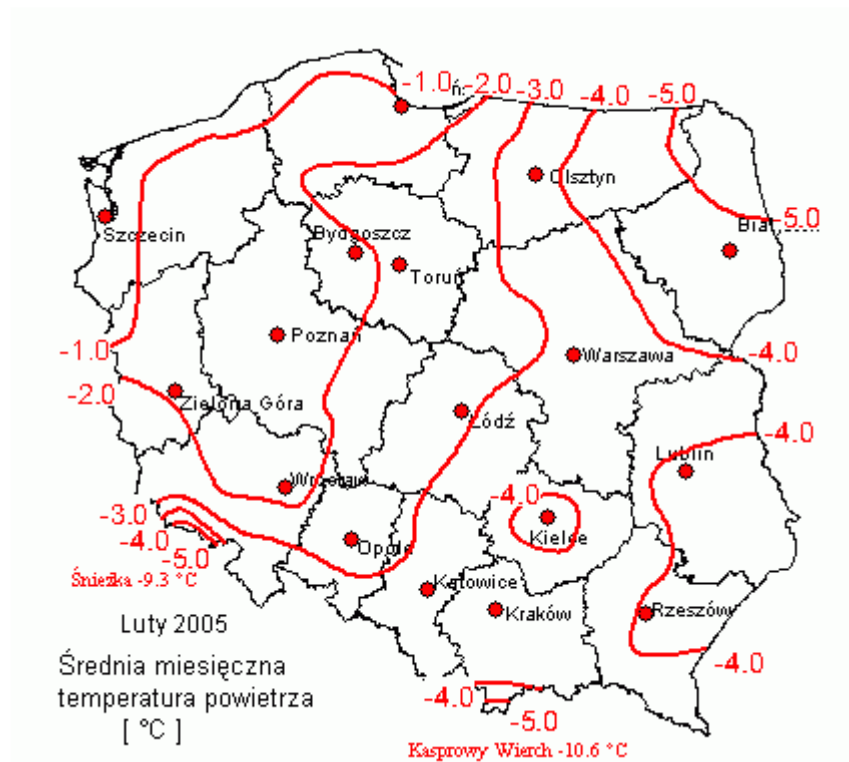 -1.0
-2.0
-3.0
-4.0
-5.0
Olsztyn
-5.0
Szczecin
Bydgoszcz
Toruń
Poznań
-1.0
Warszawa
-4.0
-2.0
Zielona Góra
Łódź
-4.0
Lublin
Wrocław
-4.0
-3.0
-4.0
Opole
Kielce
-5.0
Śnieżka -9.3 °C
Katowice
Kraków
Rzeszów
Luty 2005
-4.0
Średnia miesięczna
temperatura powietrza
[ °C ]
-4.0
-5.0
Kasprowy Wierch -10.6 °C